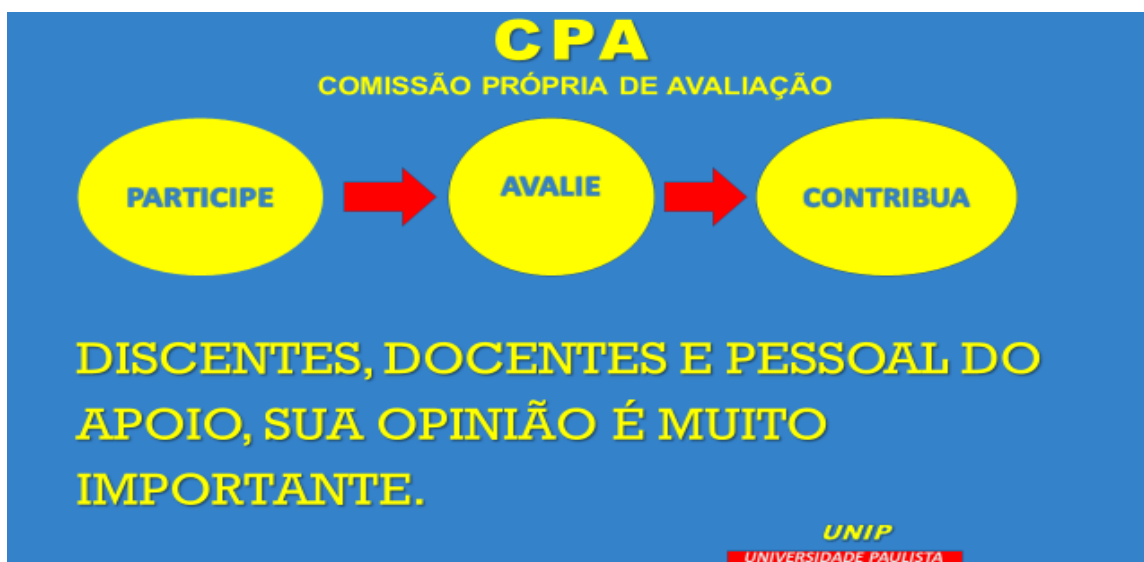 CPA
COMISSÃO PRÓPRIA DE AVALIAÇÃO
PARTICIPE
AVALIE
CONTRIBUA
DISCENTES, DOCENTES E PESSOAL DO
APOIO, SUA OPINIÃO É MUITO
IMPORTANTE.
UNIP
UNIVERSIDADE PAULISTA